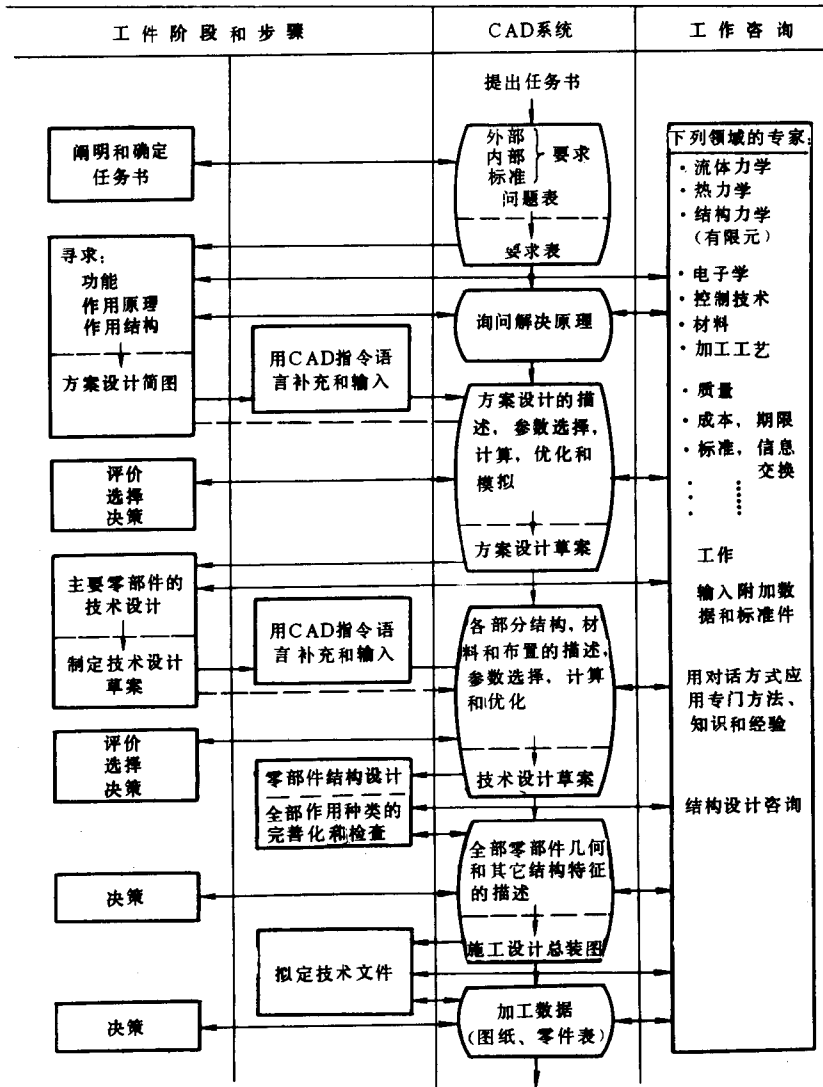 工件阶段和步骤
CAD系统
工作咨询
提出任务书
阐明和确定
任务书
外部
内部
标准
要求
问题表
要求表
寻求:
功能
作用原理
作用结构
方案设计简图
询问解决原理
用CAD指令语
言补充和输入
方案设计的描
述,参数选择,
计算,优化和
模拟
方案设计草案
评价
选择
决策
主要零部件的
技术设计
制定技术设计
草案
用CAD指令语
言补充和输入
各部分结构,材
料和布置的描述,
参数选择,计算
和优化
技术设计草案
评价
选择
决策
零部件结构设计
全部作用种类的
完善化和检查
全部零部件几何
和其它结构特征
的描述
施工设计总装图
决策
拟定技术文件
加工数据
(图纸、零件表)
决策
下列领域的专家:
·流体力学
·热力学
·结构力学
(有限元)
·电子学
·控制技术
·材料
·加工工艺
·质量
·成本,期限
·标准,信息
交换
工作
输入附加数
据和标准件
用对话方式应
用专门方法、
知识和经验
结构设计咨询